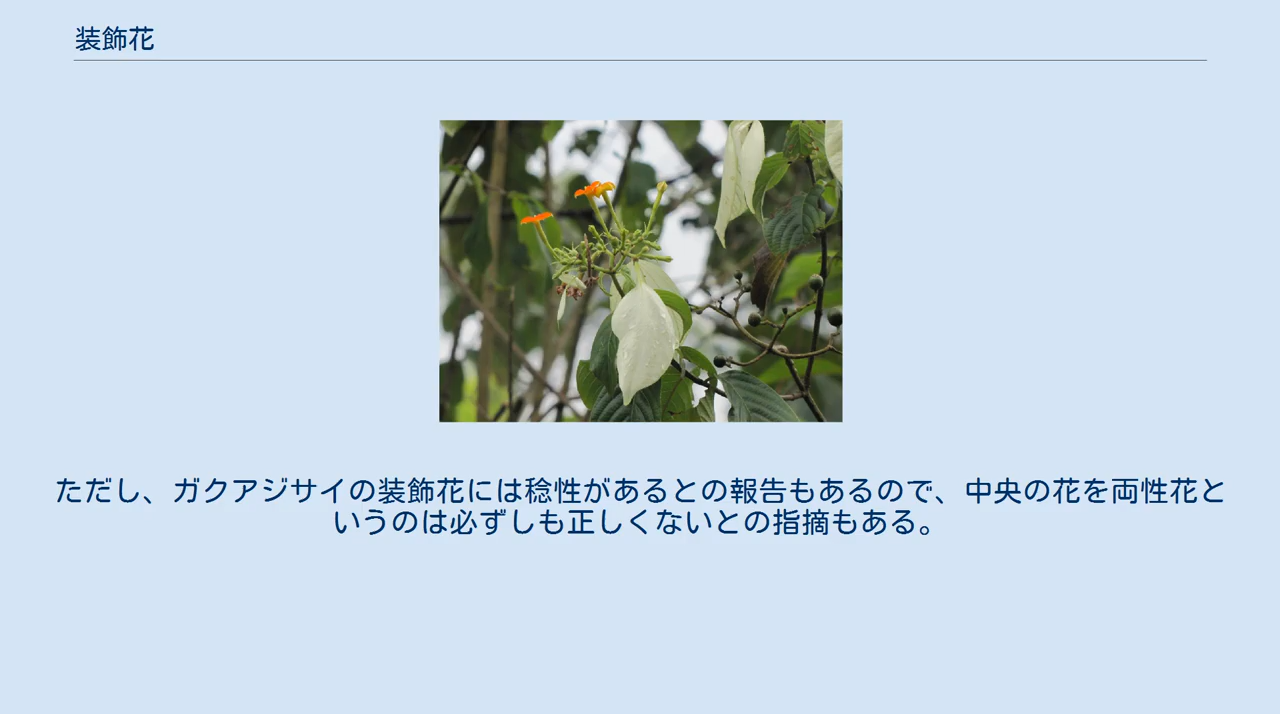 装飾花
ただし、ガクアジサイの装飾花には稔性があるとの報告もあるので、中央の花を両性花と
いうのは必ずしも正しくないとの指摘もある。